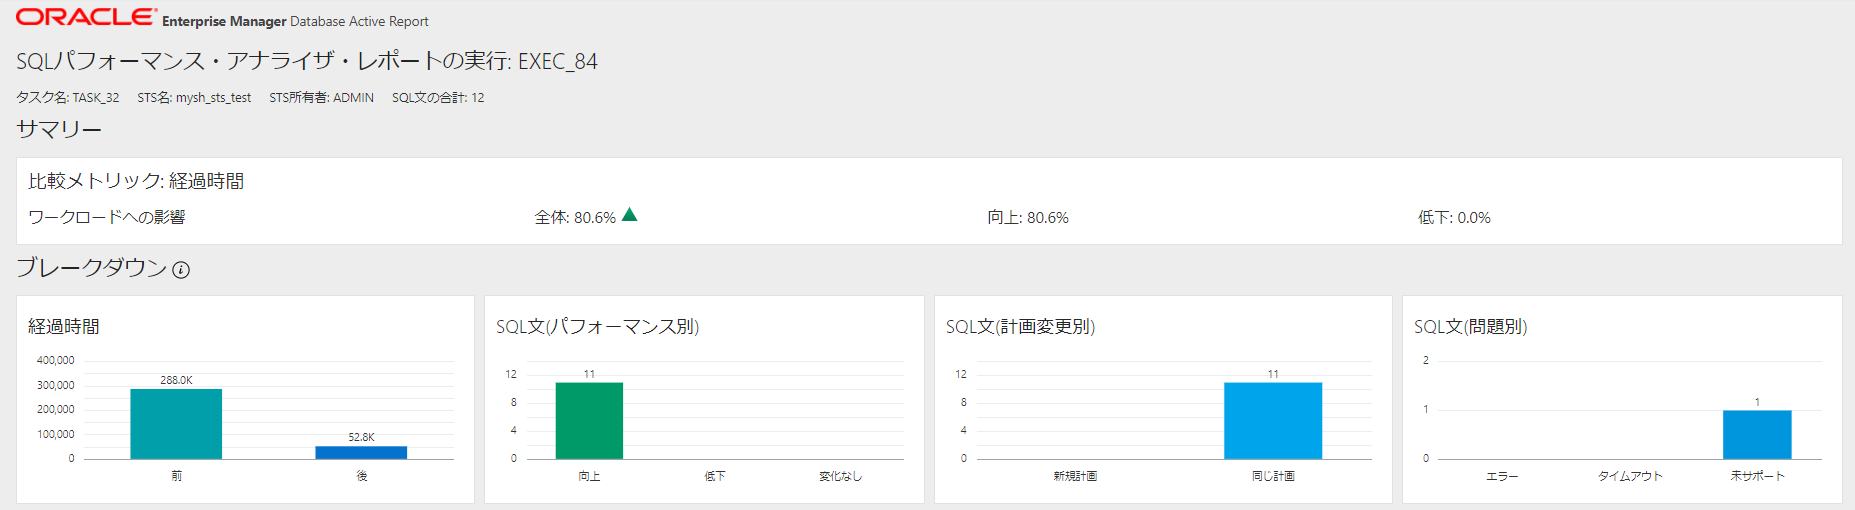 ORACLE Enterprise Manager Database Active Report
SQLパフォーマンス・アナライザ・レポートの実行: EXEC_84
タスク名: TASK_32 STS名: mysh_sts_test STS所有者: ADMIN SQL文の合計: 12
サマリー
比較メトリック: 経過時間
ワークロードへの影響 全体: 80.6% 向上: 80.6% 低下: 0.0%
ブレークダウン
経過時間
400,000
300,000
200,000
100,000
0
288.0K
52.8K
前 後
SQL文(パフォーマンス別)
12
8
4
0
11
向上 低下 変化なし
SQL文(計画変更別)
12
8
4
0
11
新規計画 同じ計画
SQL文(問題別)
2
1
0
1
エラー タイムアウト 未サポート